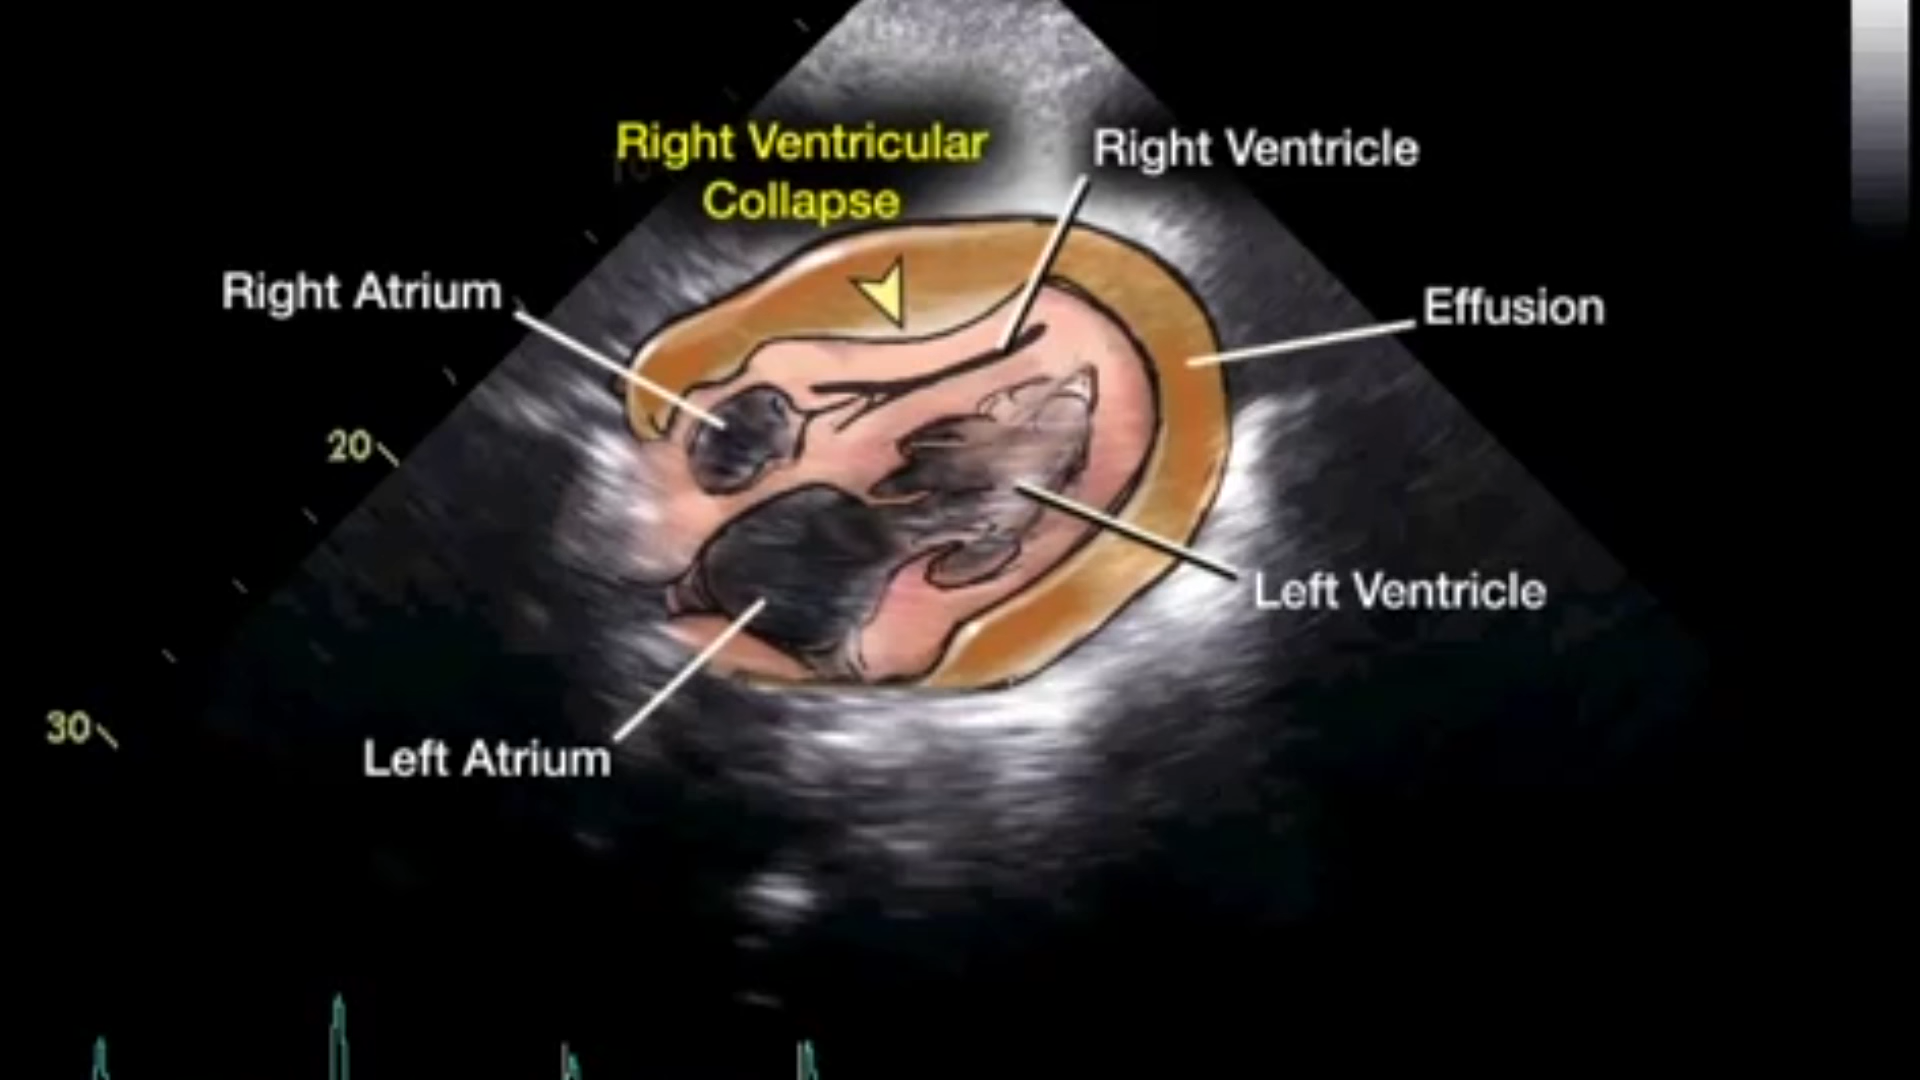 Right Ventricular
Collapse
Right Ventricle
Right Atrium
Effusion
20
Left Ventricle
30
Left Atrium